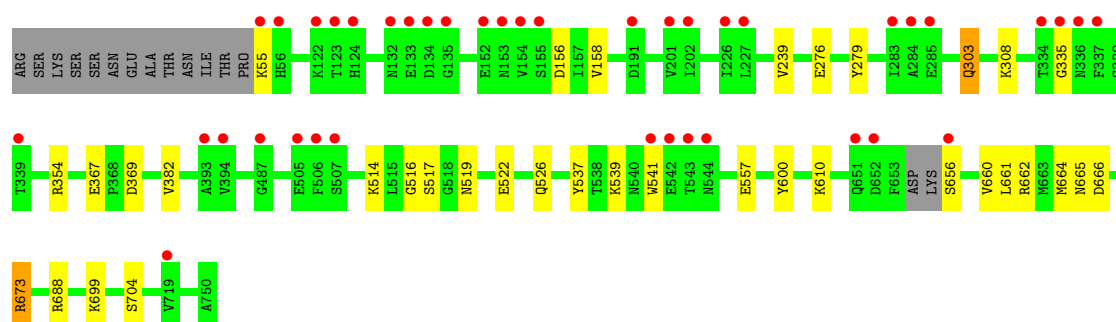 ARG SER LYS SER SER ASN GLU ALA THR ASN ILE THR PRO K55 H56 K122 T123 H124 N132 E133 D134 G135 E152 N153 V154 S155 D156 I157 V158 D191 V201 I202 I226 L227 V239 E276 Y279 I283 A284 E285 Q303 K308 T334 G335 N336 F337
T339 R354 E367 P368 D369 V382 A393 V394 G487 E505 F506 S507 K514 L515 G516 S517 G518 N519 E522 Q526 Y537 T538 K539 N540 W541 E542 T543 N544 E557 Y600 K610 Q651 D652 F653 ASP LYS S656 V660 L661 R662 M663 M664 N665 D666
R673 R688 K699 S704 V719 A750